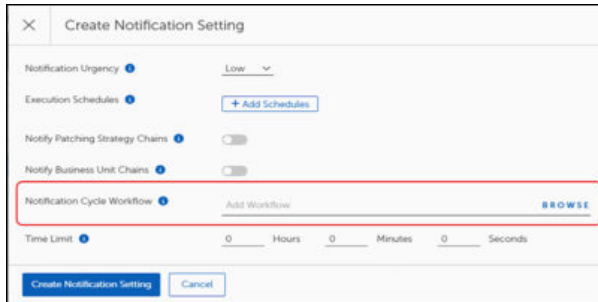 Create Notification Setting
Notification Urgency Low
Execution Schedules + Add Schedules
Notify Patching Strategy Chains
Notify Business Unit Chains
Notification Cycle Workflow Add Workflow BROWSE
Time Limit 0 Hours 0 Minutes 0 Seconds
Create Notification Setting Cancel